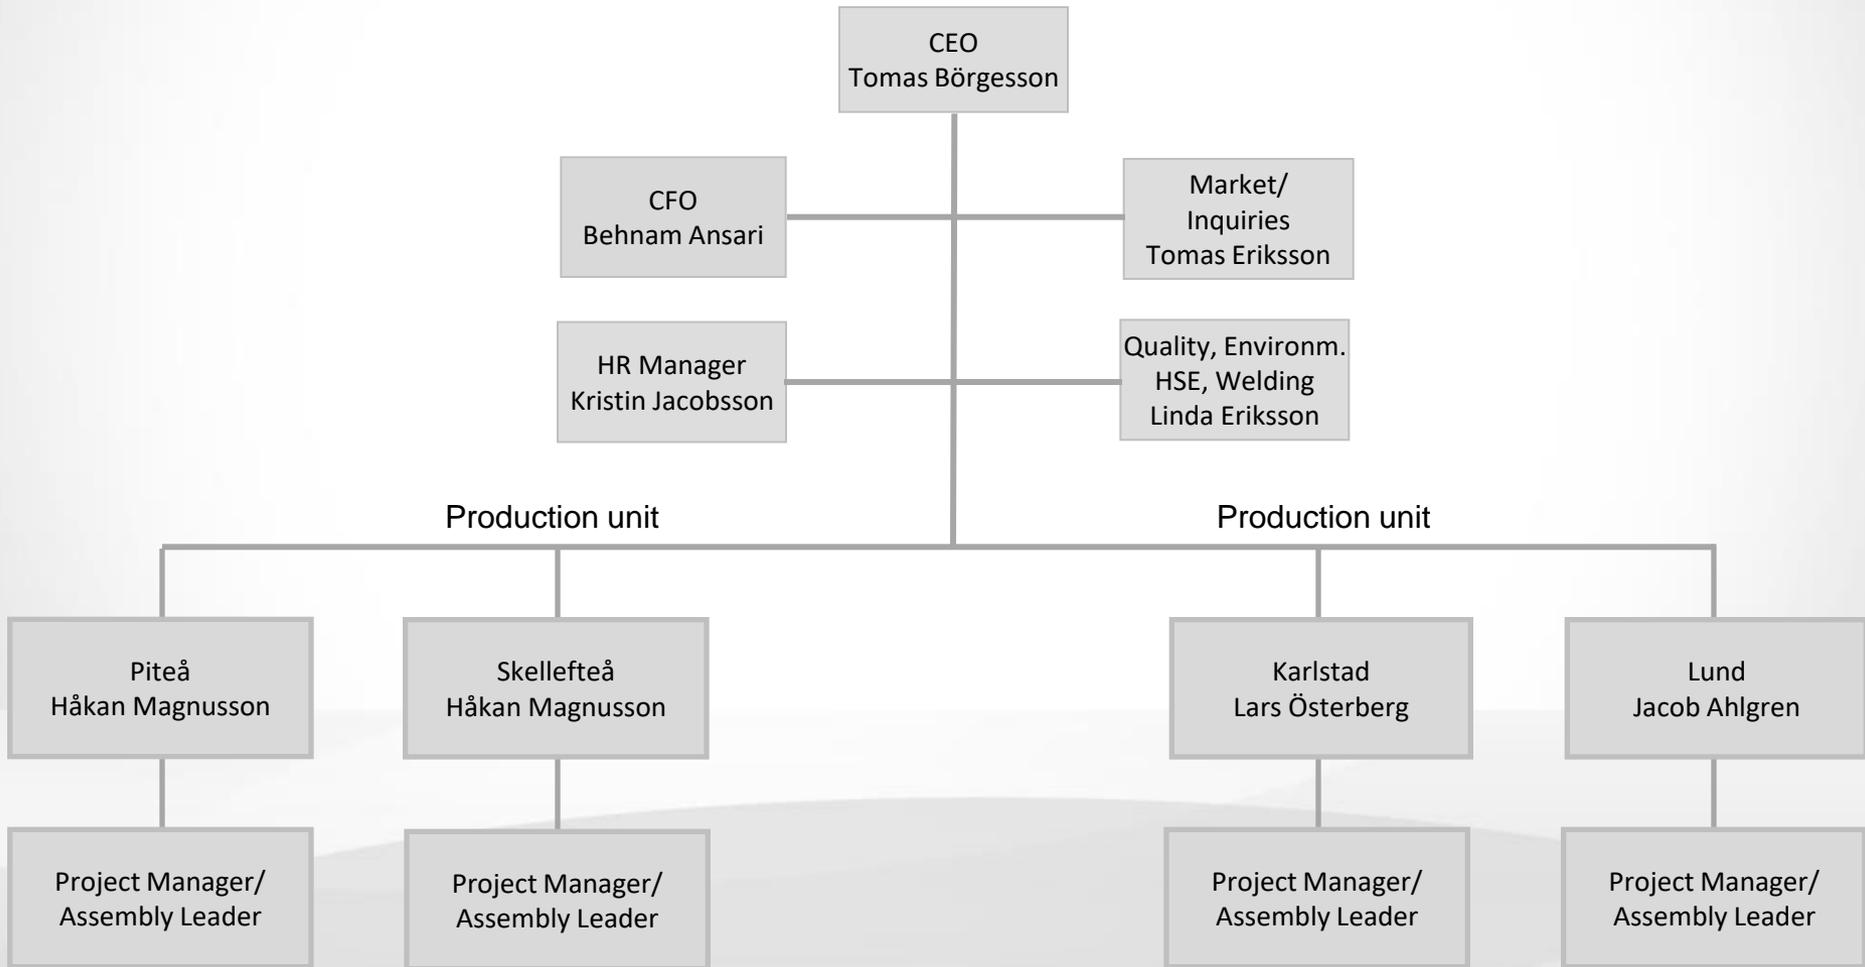 CEO
Tomas Börgesson
CFO
Behnam Ansari
Market/
Inquiries
Tomas Eriksson
HR Manager
Kristin Jacobsson
Quality, Environm.
HSE, Welding
Linda Eriksson
Production unit
Production unit
Piteå
Håkan Magnusson
Skellefteå
Håkan Magnusson
Karlstad
Lars Österberg
Lund
Jacob Ahlgren
Project Manager/
Assembly Leader
Project Manager/
Assembly Leader
Project Manager/
Assembly Leader
Project Manager/
Assembly Leader